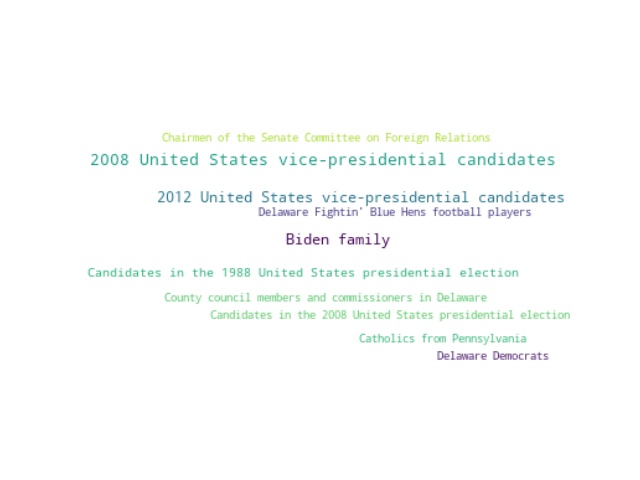 Chairmen of the Senate Committee on Foreign Relations
2008 United States vice-presidential candidates
2012 United States vice-presidential candidates
Delaware Fightin' Blue Hens football players
Biden family
Candidates in the 1988 United States presidential election
County council members and commissioners in Delaware
Candidates in the 2008 United States presidential election
Catholics from Pennsylvania
Delaware Democrats